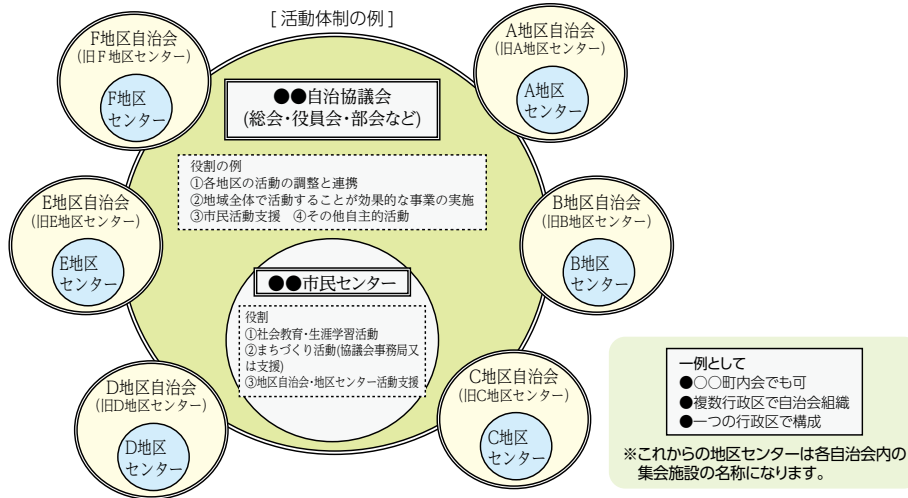 [ 活動体制の例 ]
F地区自治会
(旧F地区センター)
F地区
センター
A地区自治会
(旧A地区センター)
A地区
センター
●●自治協議会
(総会・役員会・部会など)
役割の例
①各地区の活動の調整と連携
②地域全体で活動することが効果的な事業の実施
③市民活動支援　④その他自主的活動
E地区自治会
(旧E地区センター)
E地区
センター
B地区自治会
(旧B地区センター)
B地区
センター
●●市民センター
役割
①社会教育・生涯学習活動
②まちづくり活動(協議会事務局又
は支援)
③地区自治会・地区センター活動支援
D地区自治会
(旧D地区センター)
D地区
センター
C地区自治会
(旧C地区センター)
C地区
センター
一例として
●○○町内会でも可
●複数行政区で自治会組織
●一つの行政区で構成
※これからの地区センターは各自治会内の
集会施設の名称になります。